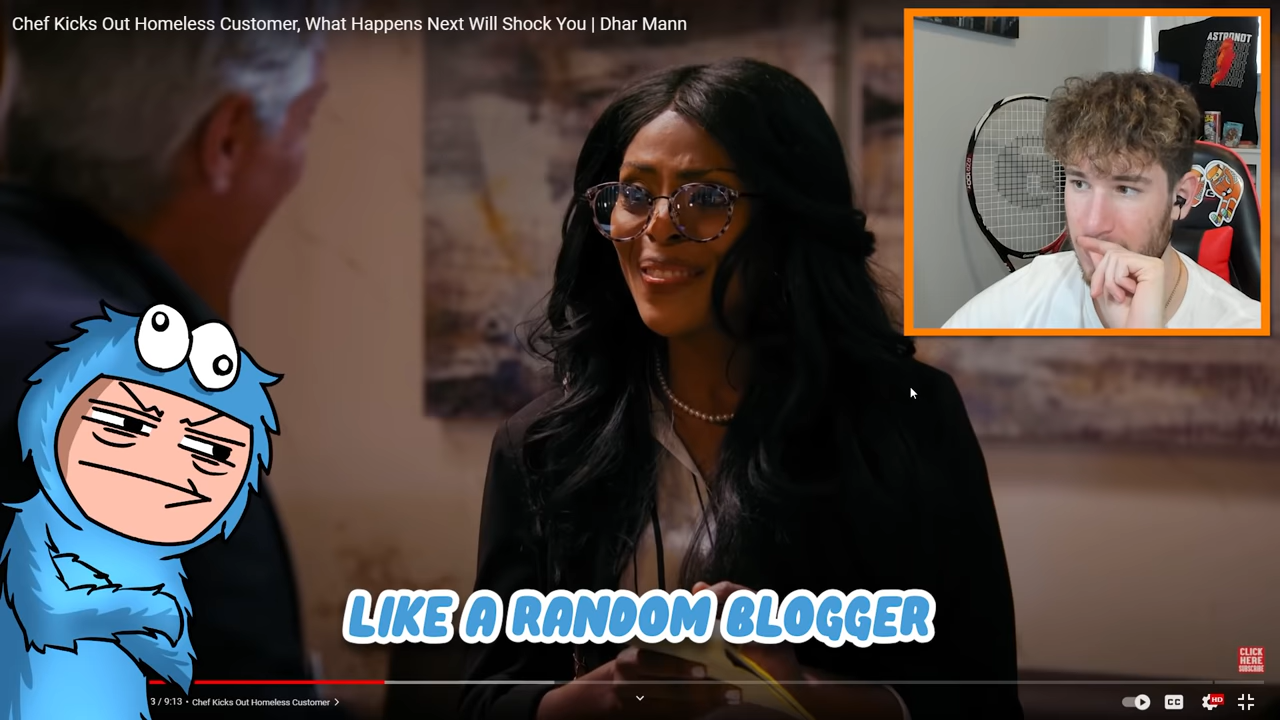 Chef Kicks Out Homeless Customer, What Happens Next Will Shock You | Dhar Mann
ASTRONOT
LIKE A RANDOM BLOGGER
CLICK
HERE
SUBSCRIBE
3 / 9:13 • Chef Kicks Out Homeless Customer
CC
HD